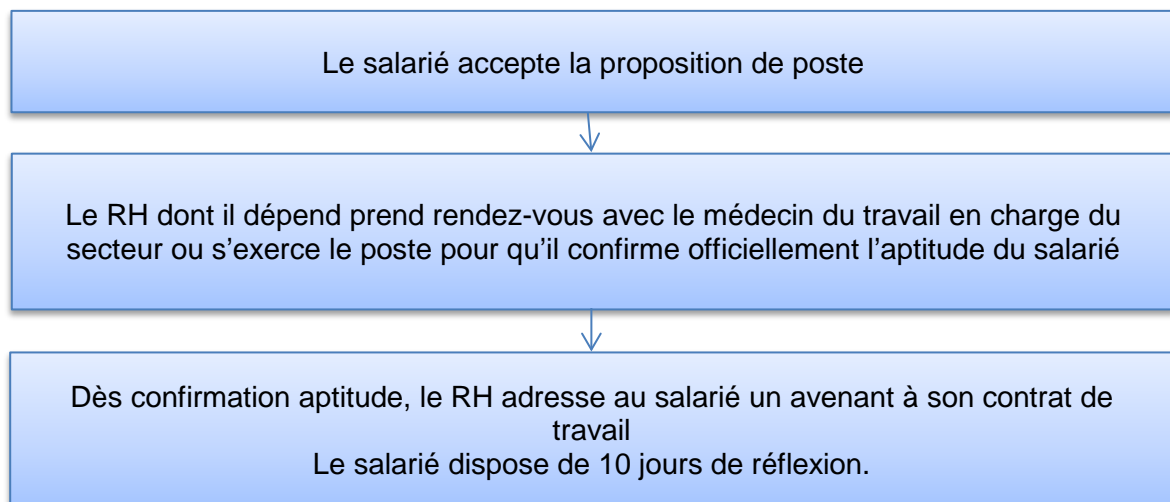 Le salarié accepte la proposition de poste
Le RH dont il dépend prend rendez-vous avec le médecin du travail en charge du
secteur ou s’exerce le poste pour qu’il confirme officiellement l’aptitude du salarié
Dès confirmation aptitude, le RH adresse au salarié un avenant à son contrat de
travail
Le salarié dispose de 10 jours de réflexion.